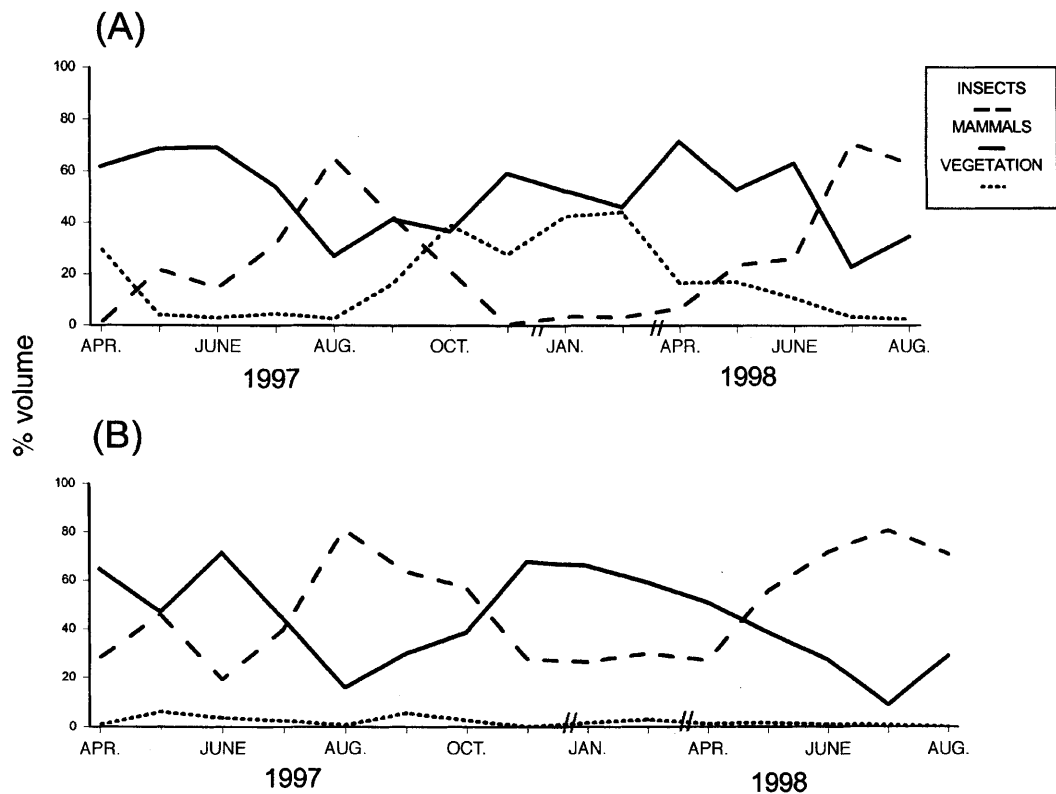 (A)
100
80
60
40
20
0
APR. JUNE AUG. OCT. JAN. APR. JUNE AUG.
1997 1998
INSECTS
MAMMALS
VEGETATION
% volume
(B)
100
80
60
40
20
0
APR. JUNE AUG. OCT. JAN. APR. JUNE AUG.
1997 1998